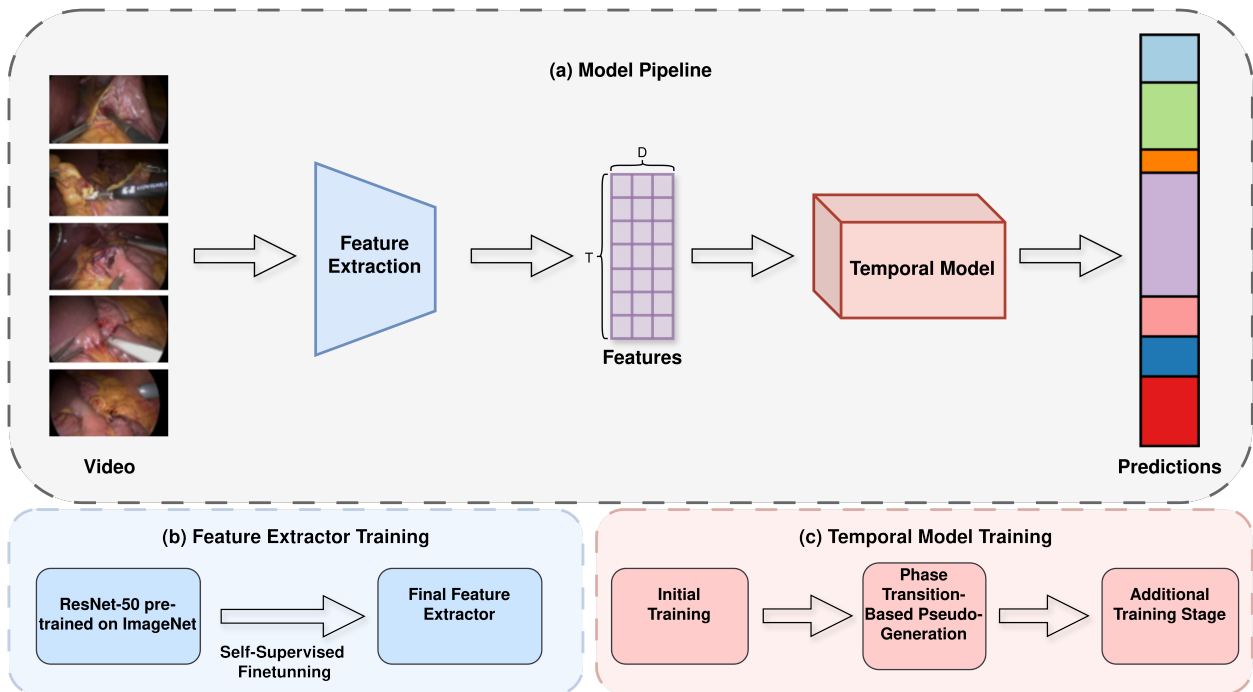 (a) Model Pipeline
D
T
Feature
Extraction
Temporal Model
Features
Video
Predictions
(b) Feature Extractor Training
ResNet-50 pre-
trained on ImageNet
Self-Supervised
Finetunning
Final Feature
Extractor
(c) Temporal Model Training
Initial
Training
Phase
Transition-
Based Pseudo-
Generation
Additional
Training Stage